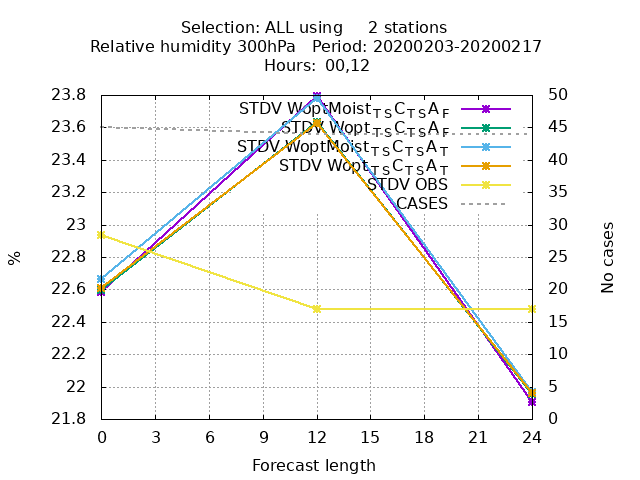 Selection: ALL using 2 stations
Relative humidity 300hPa Period: 20200203-20200217
Hours: 00,12
23.8
23.6
23.4
23.2
23
22.8
22.6
22.4
22.2
22
21.8
%
STDV WoptMoist_TS C_TS A_F
STDV Wopt_TS C_TS A_F
STDV WoptMoist_TS C_TS A_T
STDV Wopt_TS C_TS A_T
STDV OBS
CASES
50
45
40
35
30
25
20
15
10
5
0
No cases
0 3 6 9 12 15 18 21 24
Forecast length